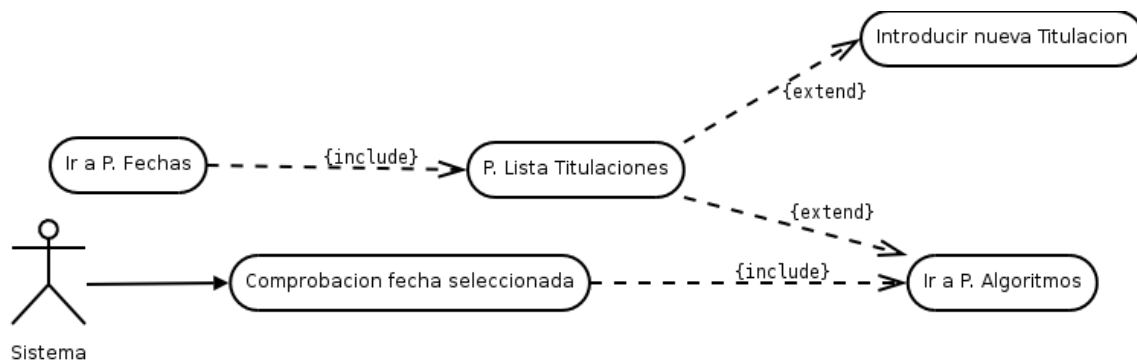 Introducir nueva Titulacion
{extend}
Ir a P. Fechas
{include}
P. Lista Titulaciones
{extend}
Comprobacion fecha seleccionada
{include}
Ir a P. Algoritmos
Sistema